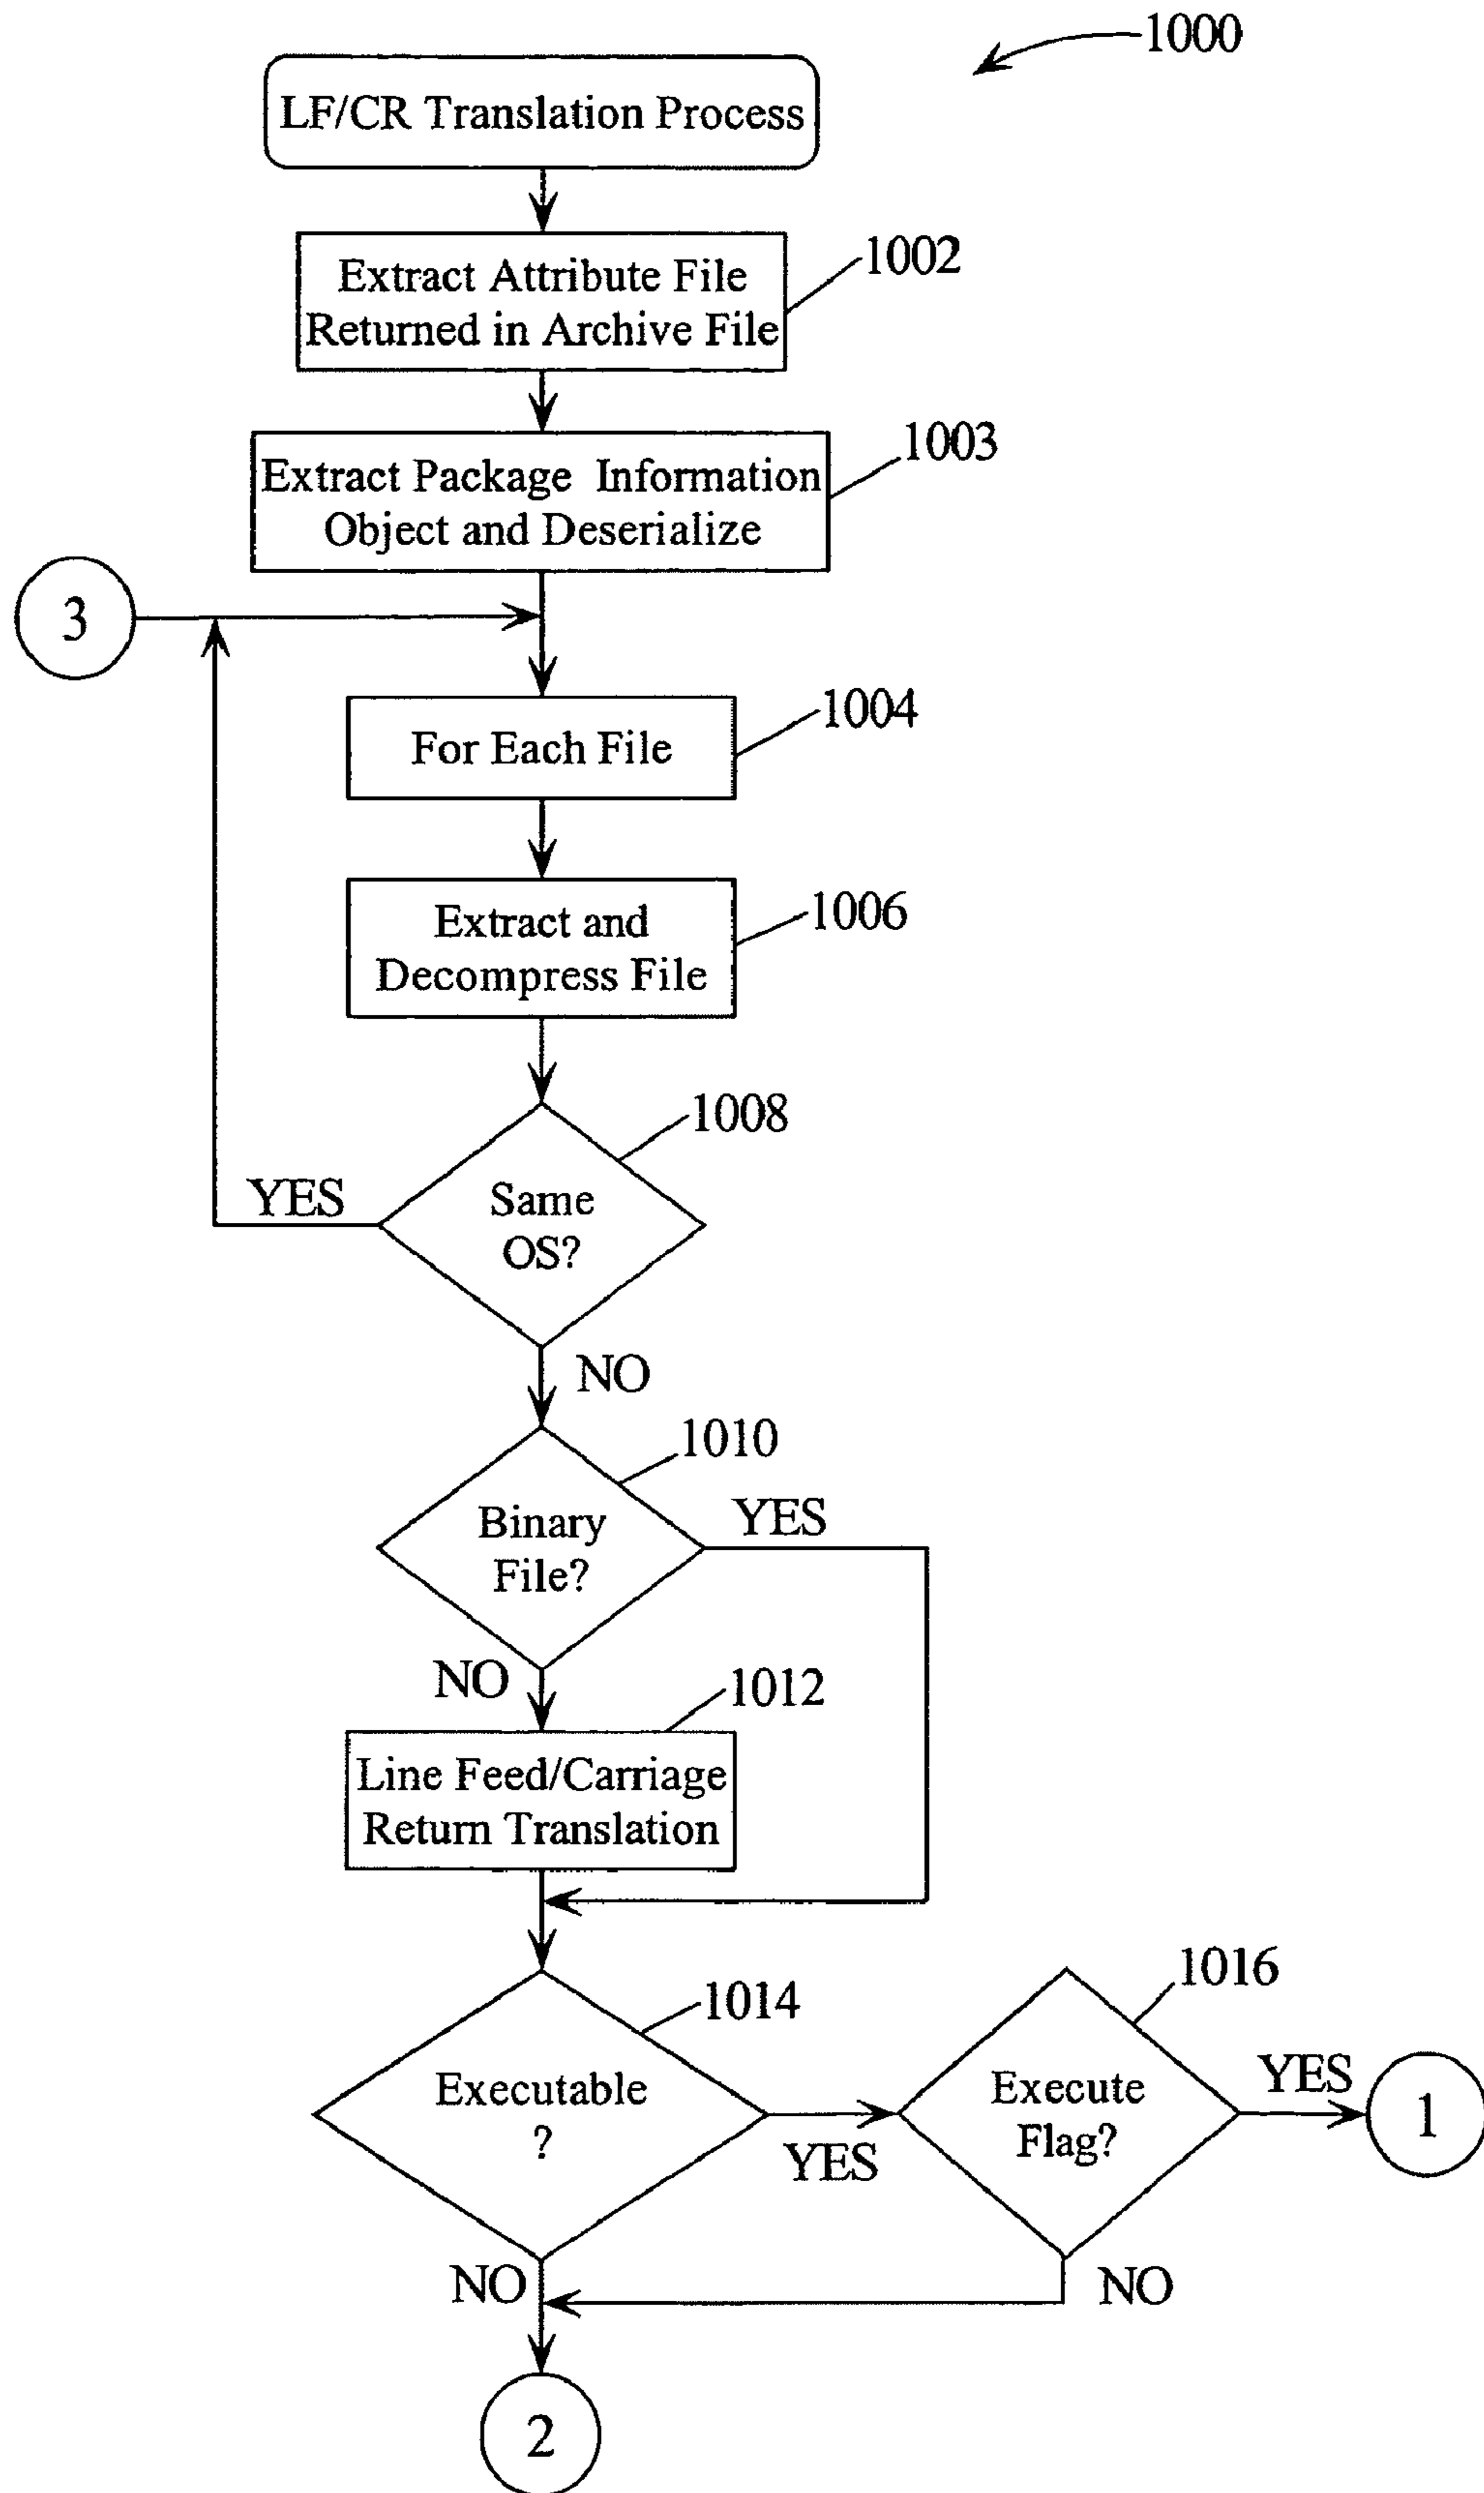 1000
LF/CR Translation Process
1002
Extract Attribute File
Returned in Archive File
1003
Extract Package Information
Object and Deserialize
3
1004
For Each File
1006
Extract and
Decompress File
1008
Same
OS?
YES
NO
1010
Binary
File?
YES
NO
1012
Line Feed/Carriage
Return Translation
1014
Executable
?
YES
1016
Execute
Flag?
YES
1
NO
NO
2